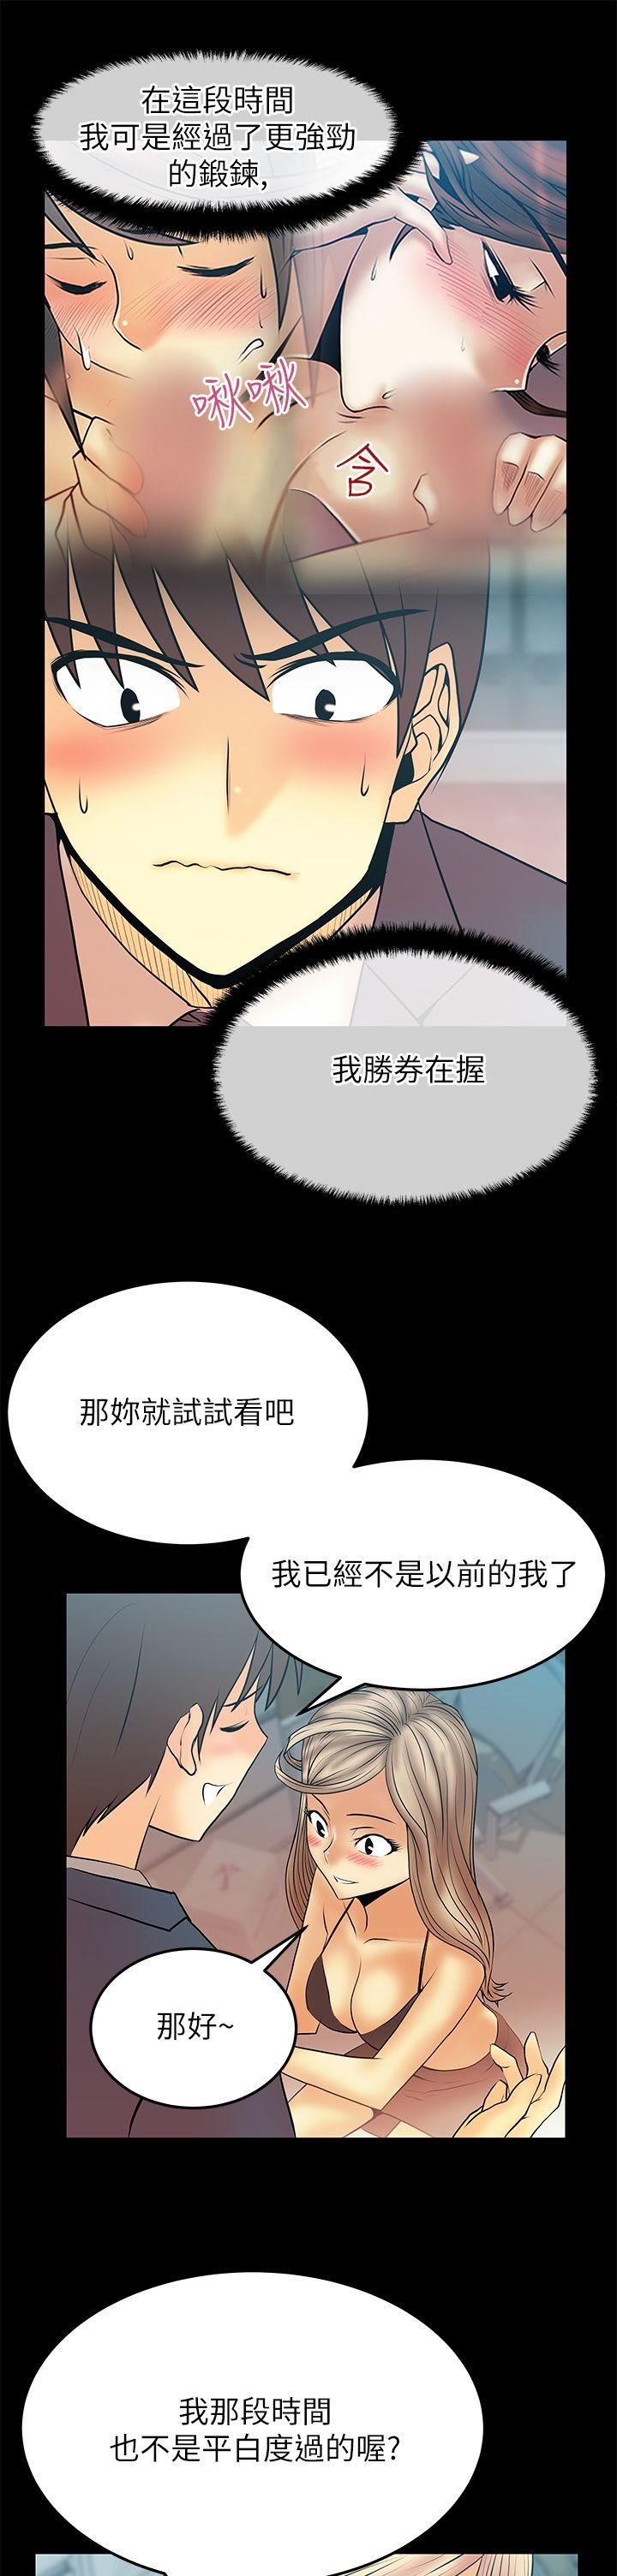 在這段時間
我可是經過了更強勁
的鍛鍊,
啾啾
含
我勝券在握
那妳就試試看吧
我已經不是以前的我了
那好~
我那段時間
也不是平白度過的喔?